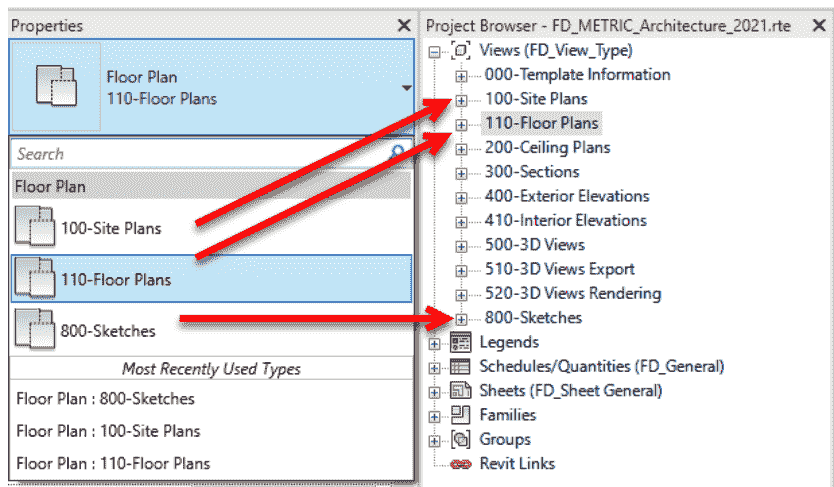 Properties
Floor Plan
110-Floor Plans
Search
Floor Plan
100-Site Plans
110-Floor Plans
800-Sketches
Most Recently Used Types
Floor Plan : 800-Sketches
Floor Plan : 100-Site Plans
Floor Plan : 110-Floor Plans
Project Browser - FD_METRIC_Architecture_2021.rte
Views (FD_View_Type)
000-Template Information
100-Site Plans
110-Floor Plans
200-Ceiling Plans
300-Sections
400-Exterior Elevations
410-Interior Elevations
500-3D Views
510-3D Views Export
520-3D Views Rendering
800-Sketches
Legends
Schedules/Quantities (FD_General)
Sheets (FD_Sheet General)
Families
Groups
Revit Links